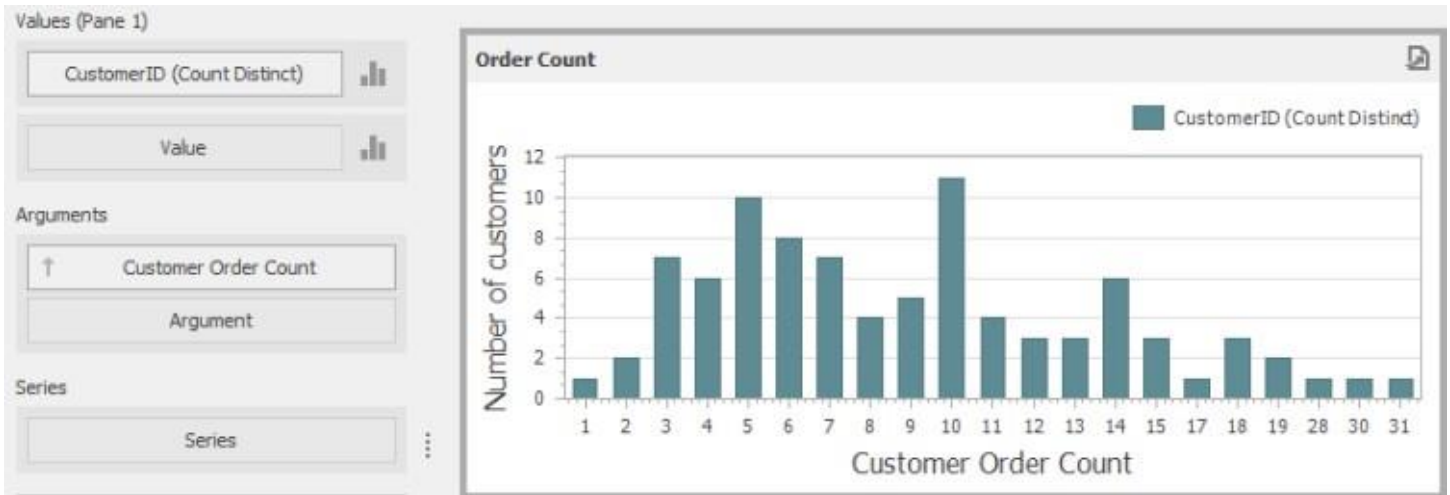 Values (Pane 1)
CustomerID (Count Distinct)
Value
Arguments
Customer Order Count
Argument
Series
Series
Order Count
CustomerID (Count Distinct)
Number of customers
12
10
8
6
4
2
0
1 2 3 4 5 6 7 8 9 10 11 12 13 14 15 17 18 19 28 30 31
Customer Order Count